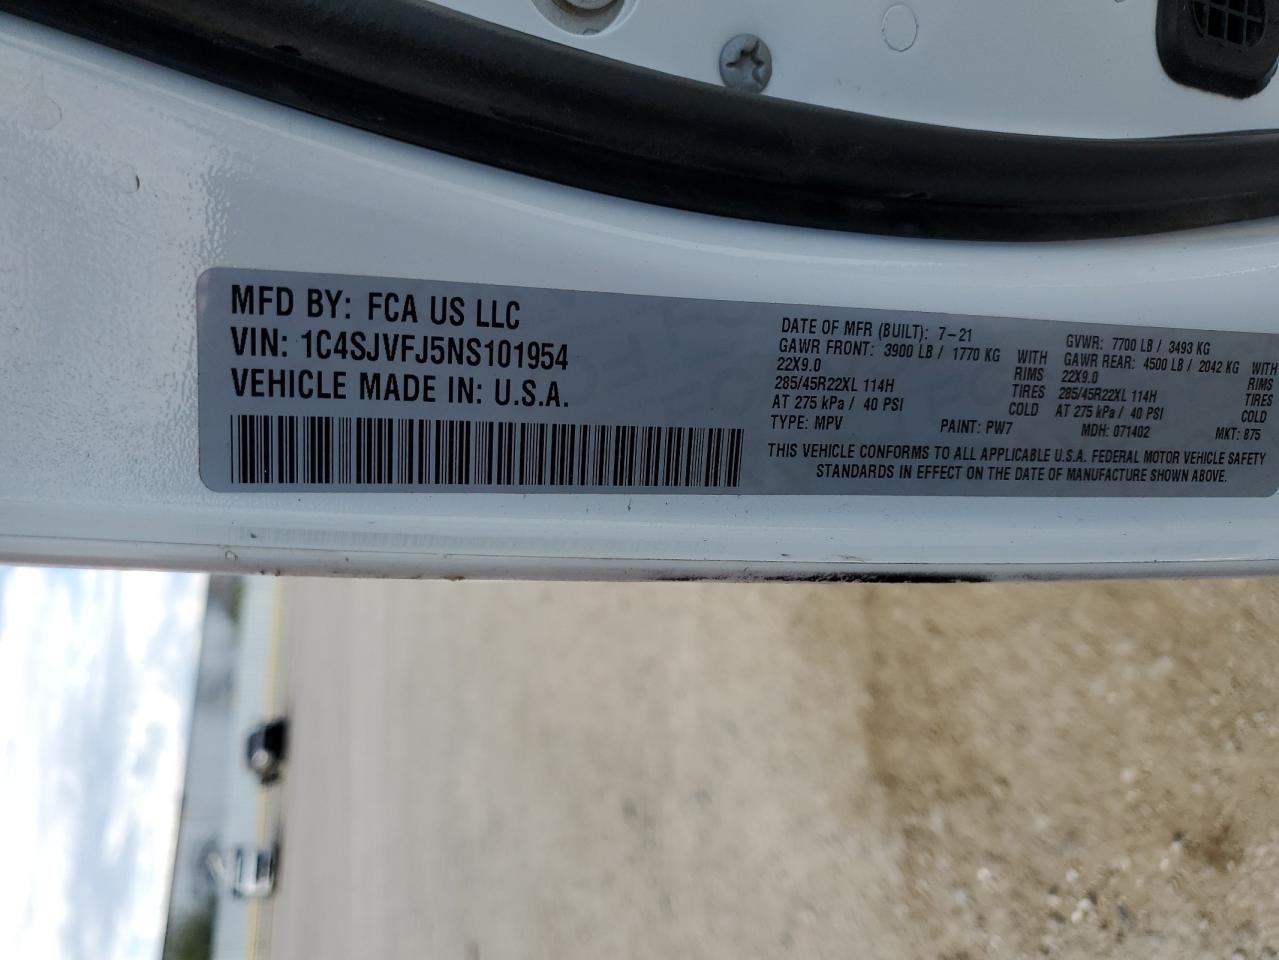 MFD BY: FCA US LLC
VIN: 1C4SJVFJ5NS101954
VEHICLE MADE IN: U.S.A.
DATE OF MFR (BUILT): 7-21
GAWR FRONT: 3900 LB / 1770 KG WITH
22X9.0 RIMS
285/45R22XL 114H TIRES
AT 275 kPa / 40 PSI COLD
TYPE: MPV PAINT: PW7
GVWR: 7700 LB / 3493 KG
GAWR REAR: 4500 LB / 2042 KG WITH
22X9.0 RIMS
285/45R22XL 114H TIRES
AT 275 kPa / 40 PSI COLD
MDH: 071402 MKT: 875
THIS VEHICLE CONFORMS TO ALL APPLICABLE U.S.A. FEDERAL MOTOR VEHICLE SAFETY
STANDARDS IN EFFECT ON THE DATE OF MANUFACTURE SHOWN ABOVE.